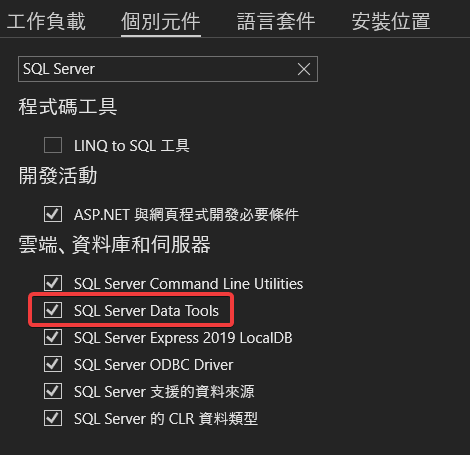 工作負載 個別元件 語言套件 安裝位置
SQL Server
程式碼工具
LINQ to SQL 工具
開發活動
ASP.NET 與網頁程式開發必要條件
雲端、資料庫和伺服器
SQL Server Command Line Utilities
SQL Server Data Tools
SQL Server Express 2019 LocalDB
SQL Server ODBC Driver
SQL Server 支援的資料來源
SQL Server 的 CLR 資料類型